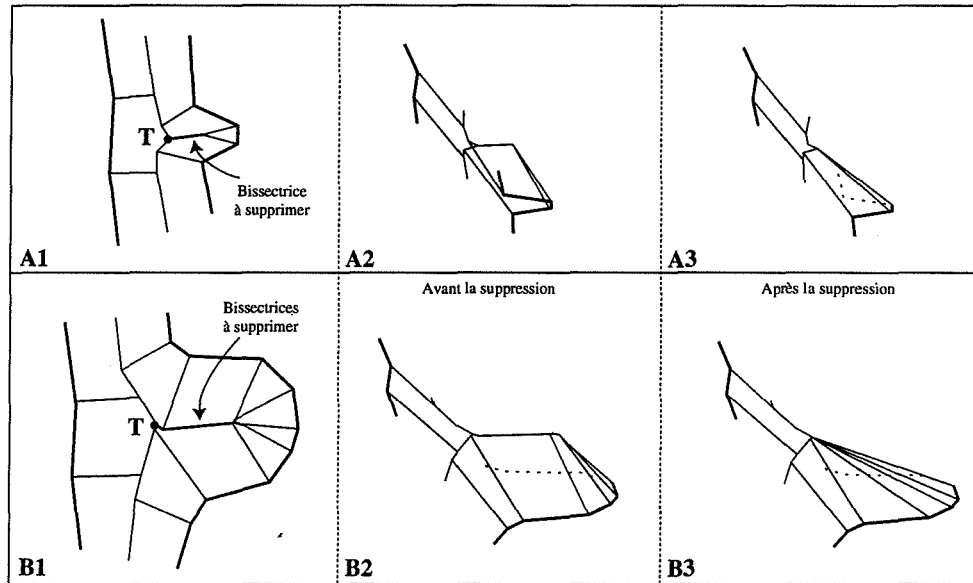 T
Bissectrice
à supprimer
A1
A2
A3
Avant la suppression
Après la suppression
Bissectrices
à supprimer
T
B1
B2
B3